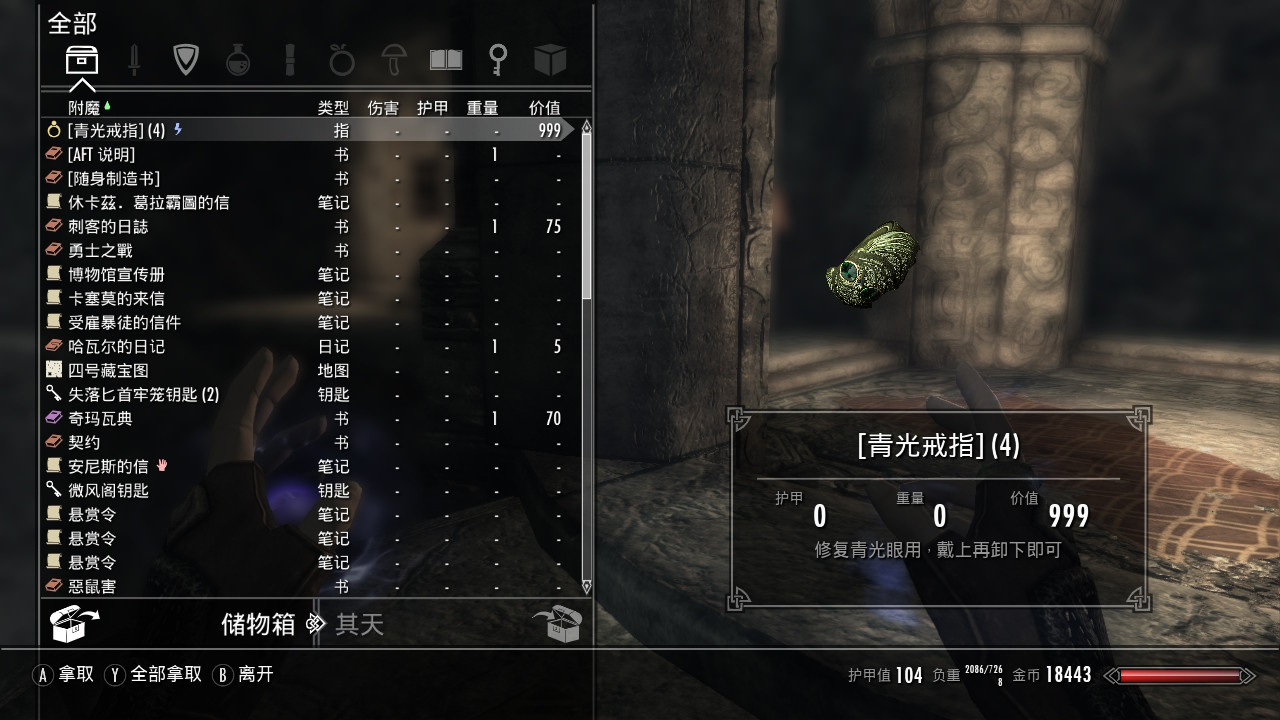 全部
附魔 类型 伤害 护甲 重量 价值
[青光戒指] (4) 指 - - - 999
[AFT 说明] 书 - - 1 -
[随身制造书] 书 - - - -
休卡茲．葛拉霸圖的信 笔记 - - - -
刺客的日誌 书 - - 1 75
勇士之戰 书 - - - -
博物馆宣传册 笔记 - - - -
卡塞莫的来信 笔记 - - - -
受雇暴徒的信件 笔记 - - - -
哈瓦尔的日记 日记 - - 1 5
四号藏宝图 地图 - - - -
失落匕首牢笼钥匙 (2) 钥匙 - - - -
奇玛瓦典 书 - - 1 70
契约 书 - - - -
安尼斯的信 笔记 - - - -
微风阁钥匙 钥匙 - - - -
悬赏令 笔记 - - - -
悬赏令 笔记 - - - -
悬赏令 笔记 - - - -
惡鼠害 书 - - - -
储物箱 其天
[青光戒指] (4)
护甲 0 重量 0 价值 999
修复青光眼用，戴上再卸下即可
A 拿取 Y 全部拿取 B 离开
护甲值 104 负重 2086/7268 金币 18443